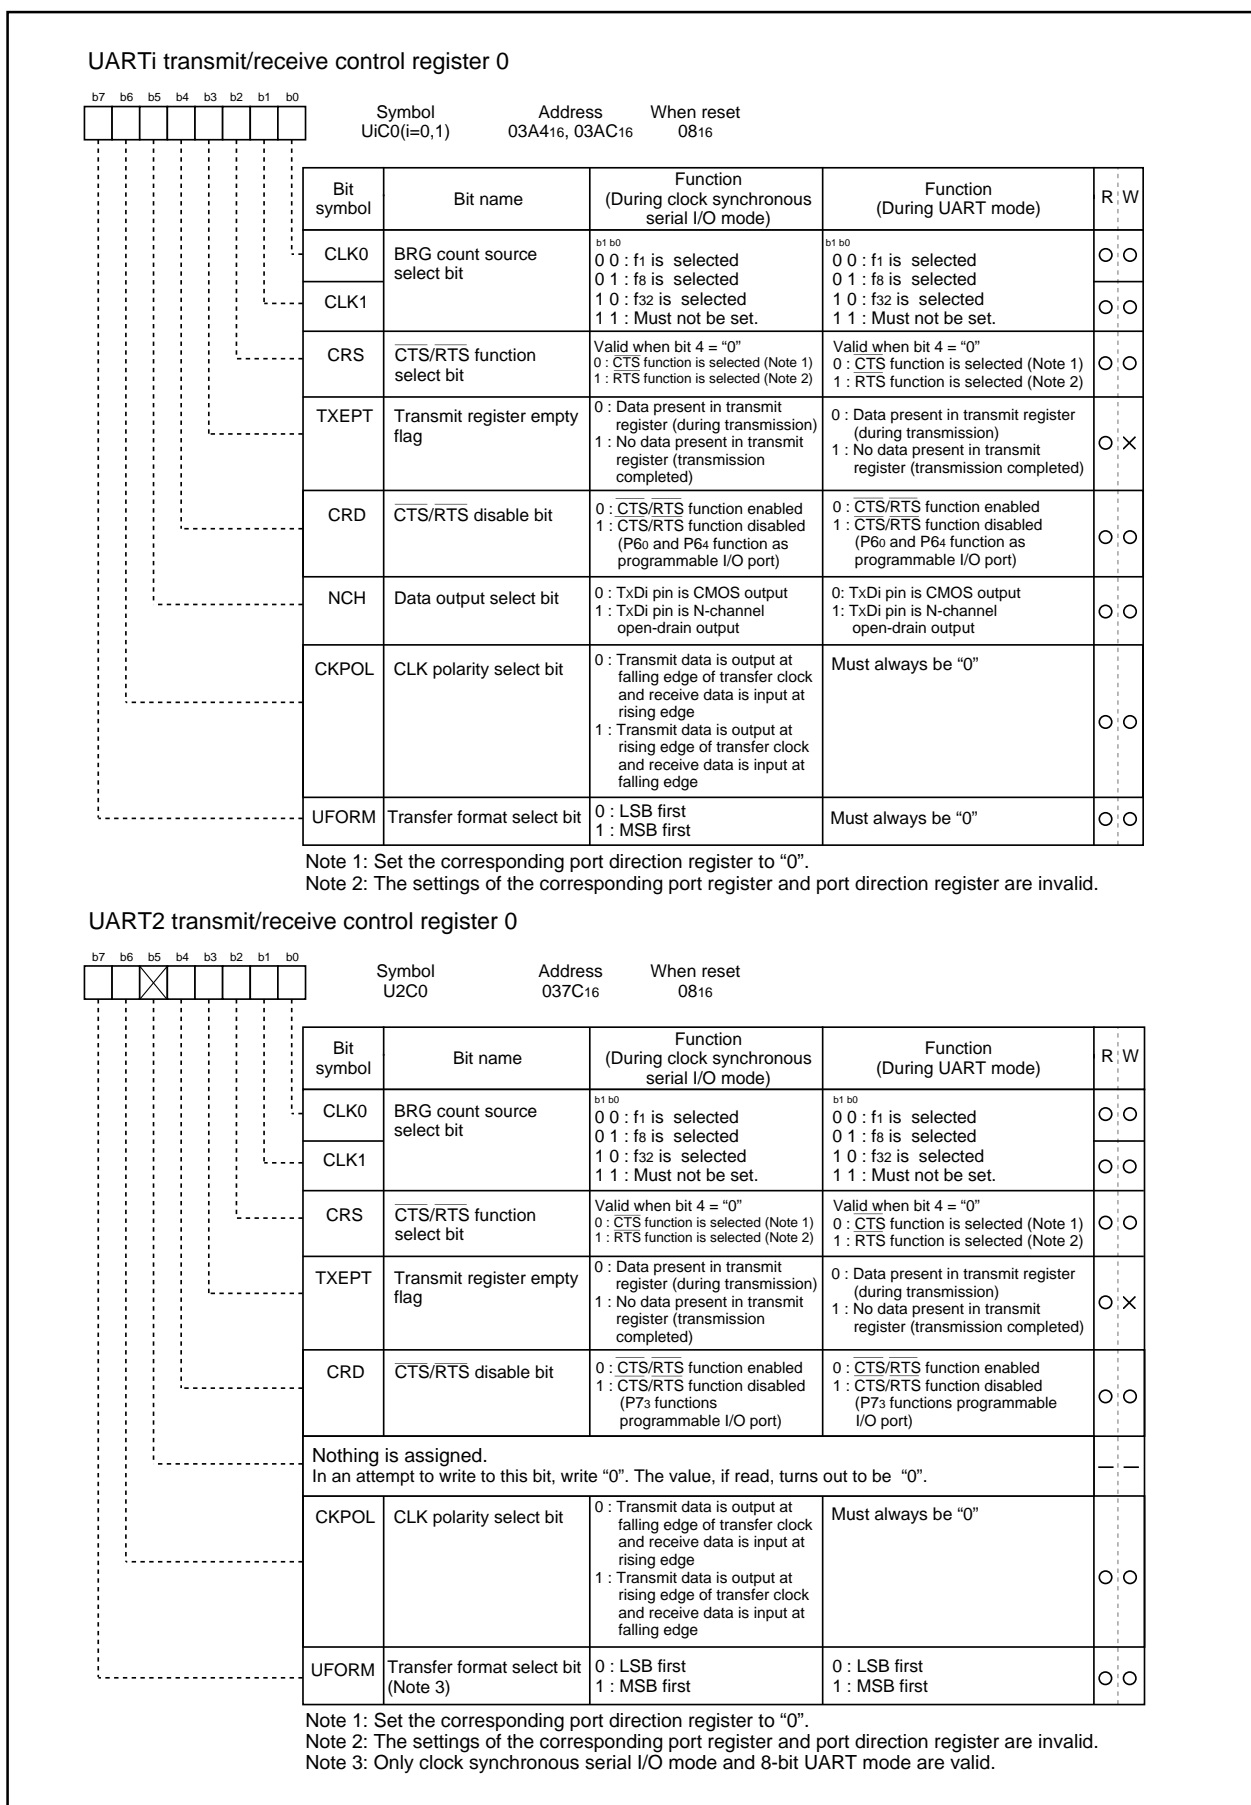 UARTi transmit/receive control register 0
b7 b6 b5 b4 b3 b2 b1 b0
Symbol Address When reset
UiC0(i=0,1) 03A416, 03AC16 0816
Bit symbol Bit name Function (During clock synchronous serial I/O mode) Function (During UART mode) R W
CLK0 BRG count source select bit
CLK1
b1 b0
0 0 : f1 is selected
0 1 : f8 is selected
1 0 : f32 is selected
1 1 : Must not be set.
b1 b0
0 0 : f1 is selected
0 1 : f8 is selected
1 0 : f32 is selected
1 1 : Must not be set.
CRS CTS/RTS function select bit
Valid when bit 4 = “0”
0 : CTS function is selected (Note 1)
1 : RTS function is selected (Note 2)
Valid when bit 4 = “0”
0 : CTS function is selected (Note 1)
1 : RTS function is selected (Note 2)
TXEPT Transmit register empty flag
0 : Data present in transmit
register (during transmission)
1 : No data present in transmit
register (transmission
completed)
0 : Data present in transmit register
(during transmission)
1 : No data present in transmit
register (transmission completed)
CRD CTS/RTS disable bit
0 : CTS/RTS function enabled
1 : CTS/RTS function disabled
(P60 and P64 function as
programmable I/O port)
0 : CTS/RTS function enabled
1 : CTS/RTS function disabled
(P60 and P64 function as
programmable I/O port)
NCH Data output select bit
0 : TxDi pin is CMOS output
1 : TxDi pin is N-channel
open-drain output
0: TxDi pin is CMOS output
1: TxDi pin is N-channel
open-drain output
CKPOL CLK polarity select bit
0 : Transmit data is output at
falling edge of transfer clock
and receive data is input at
rising edge
1 : Transmit data is output at
rising edge of transfer clock
and receive data is input at
falling edge
Must always be “0”
UFORM Transfer format select bit
0 : LSB first
1 : MSB first
Must always be “0”
Note 1: Set the corresponding port direction register to “0”.
Note 2: The settings of the corresponding port register and port direction register are invalid.
UART2 transmit/receive control register 0
b7 b6 b5 b4 b3 b2 b1 b0
Symbol Address When reset
U2C0 037C16 0816
Bit symbol Bit name Function (During clock synchronous serial I/O mode) Function (During UART mode) R W
CLK0 BRG count source select bit
CLK1
b1 b0
0 0 : f1 is selected
0 1 : f8 is selected
1 0 : f32 is selected
1 1 : Must not be set.
b1 b0
0 0 : f1 is selected
0 1 : f8 is selected
1 0 : f32 is selected
1 1 : Must not be set.
CRS CTS/RTS function select bit
Valid when bit 4 = “0”
0 : CTS function is selected (Note 1)
1 : RTS function is selected (Note 2)
Valid when bit 4 = “0”
0 : CTS function is selected (Note 1)
1 : RTS function is selected (Note 2)
TXEPT Transmit register empty flag
0 : Data present in transmit
register (during transmission)
1 : No data present in transmit
register (transmission
completed)
0 : Data present in transmit register
(during transmission)
1 : No data present in transmit
register (transmission completed)
CRD CTS/RTS disable bit
0 : CTS/RTS function enabled
1 : CTS/RTS function disabled
(P73 functions
programmable I/O port)
0 : CTS/RTS function enabled
1 : CTS/RTS function disabled
(P73 functions programmable
I/O port)
Nothing is assigned.
In an attempt to write to this bit, write “0”. The value, if read, turns out to be “0”.
CKPOL CLK polarity select bit
0 : Transmit data is output at
falling edge of transfer clock
and receive data is input at
rising edge
1 : Transmit data is output at
rising edge of transfer clock
and receive data is input at
falling edge
Must always be “0”
UFORM Transfer format select bit
(Note 3)
0 : LSB first
1 : MSB first
0 : LSB first
1 : MSB first
Note 1: Set the corresponding port direction register to “0”.
Note 2: The settings of the corresponding port register and port direction register are invalid.
Note 3: Only clock synchronous serial I/O mode and 8-bit UART mode are valid.